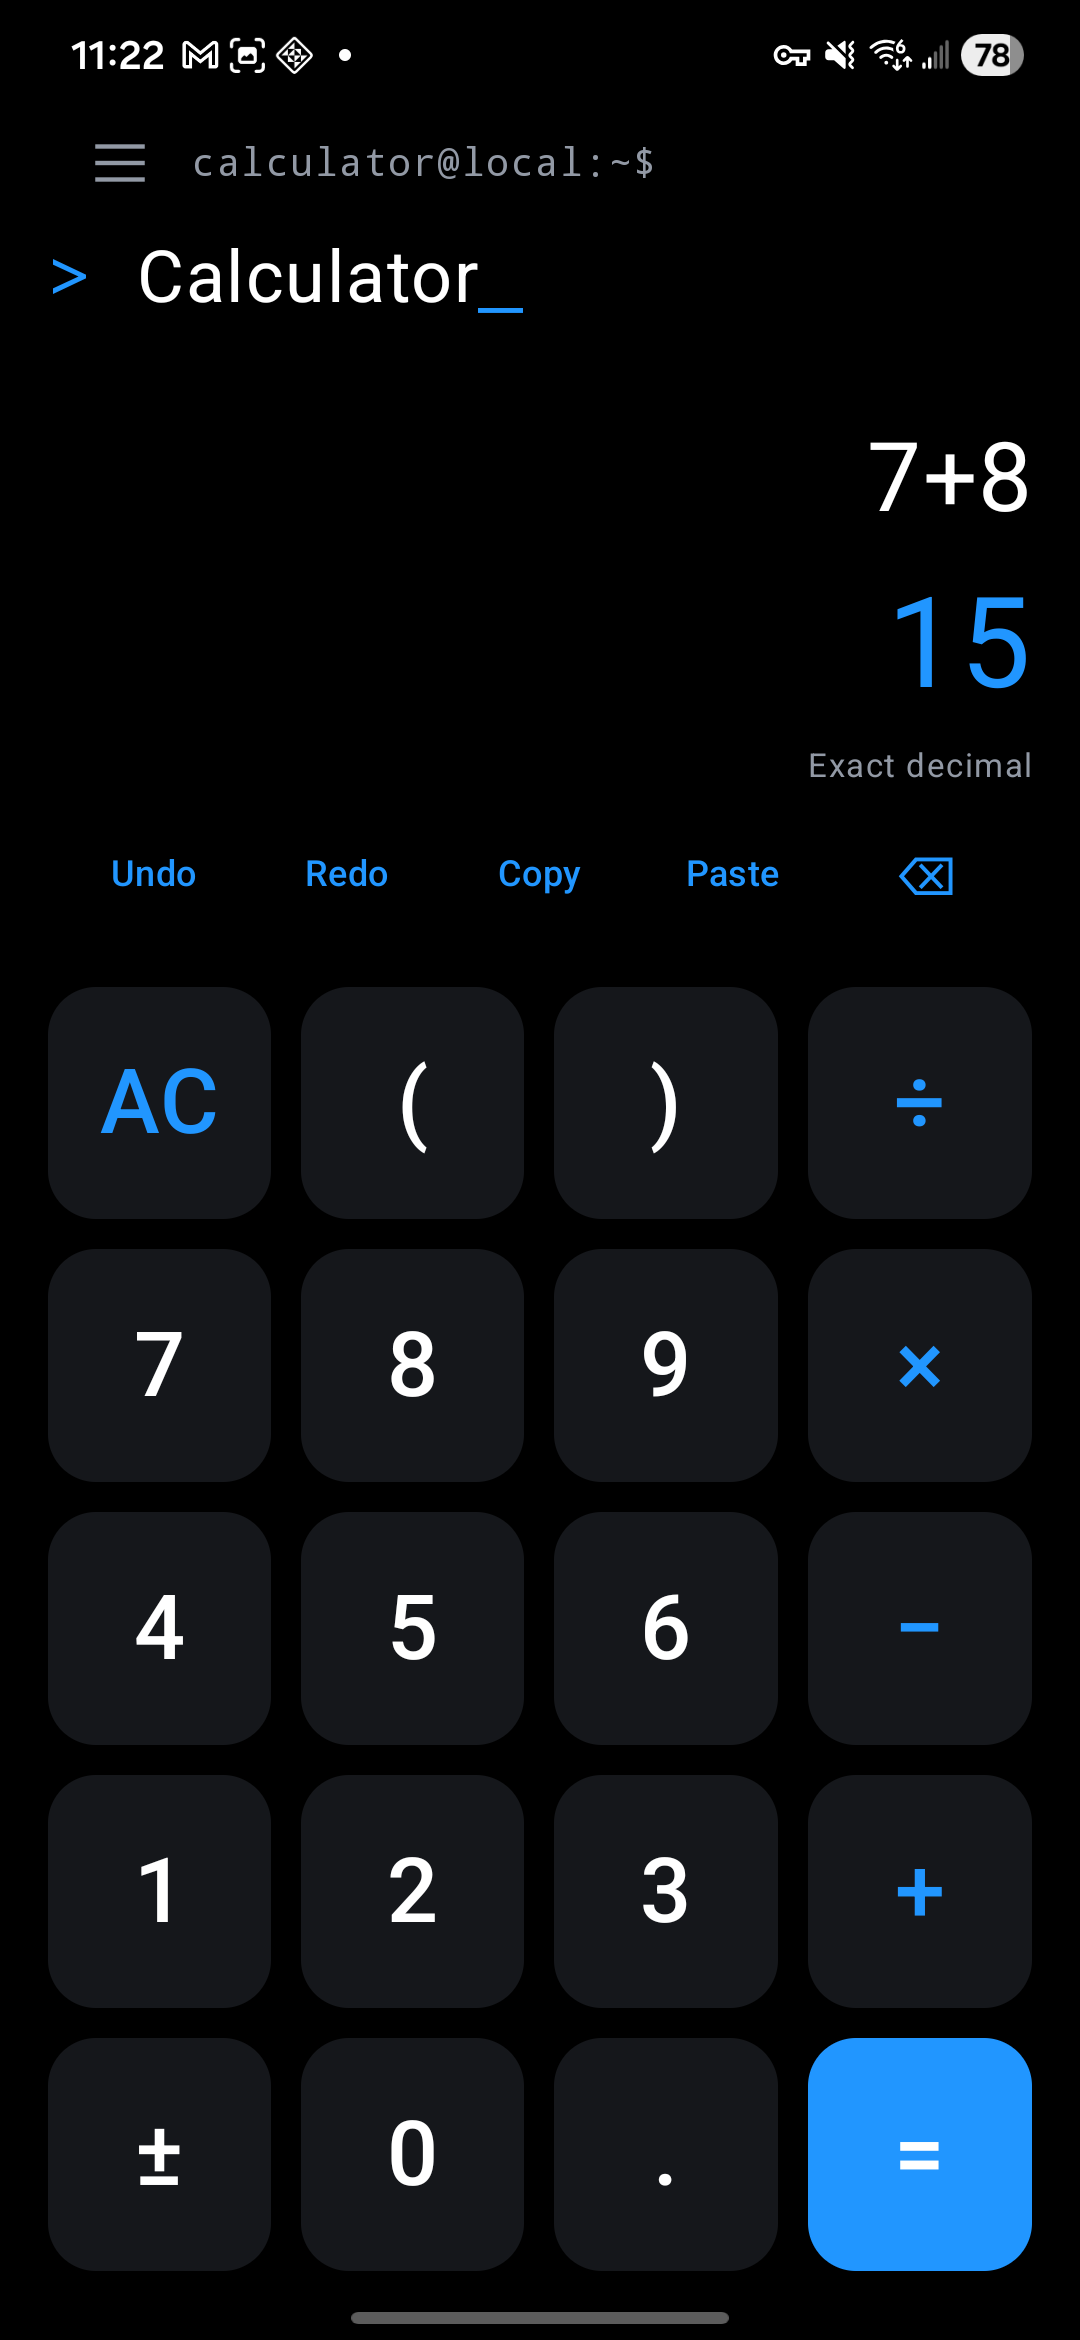 11:22 78
calculator@local:~$
> Calculator_
7+8
15
Exact decimal
Undo Redo Copy Paste
AC ( ) ÷
7 8 9 ×
4 5 6 −
1 2 3 +
± 0 . =